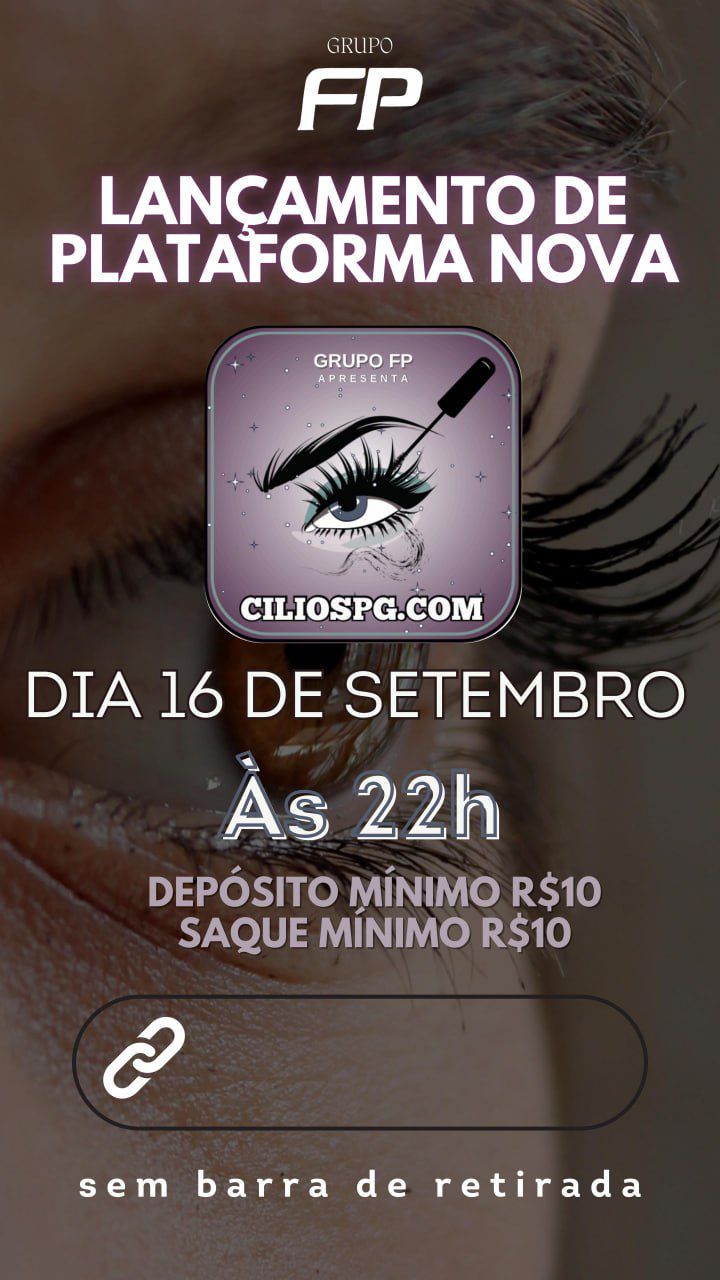 GRUPO
FP
LANÇAMENTO DE
PLATAFORMA NOVA
GRUPO FP
APRESENTA
CILIOSPG.COM
DIA 16 DE SETEMBRO
Às 22h
DEPÓSITO MÍNIMO R$10
SAQUE MÍNIMO R$10
sem barra de retirada